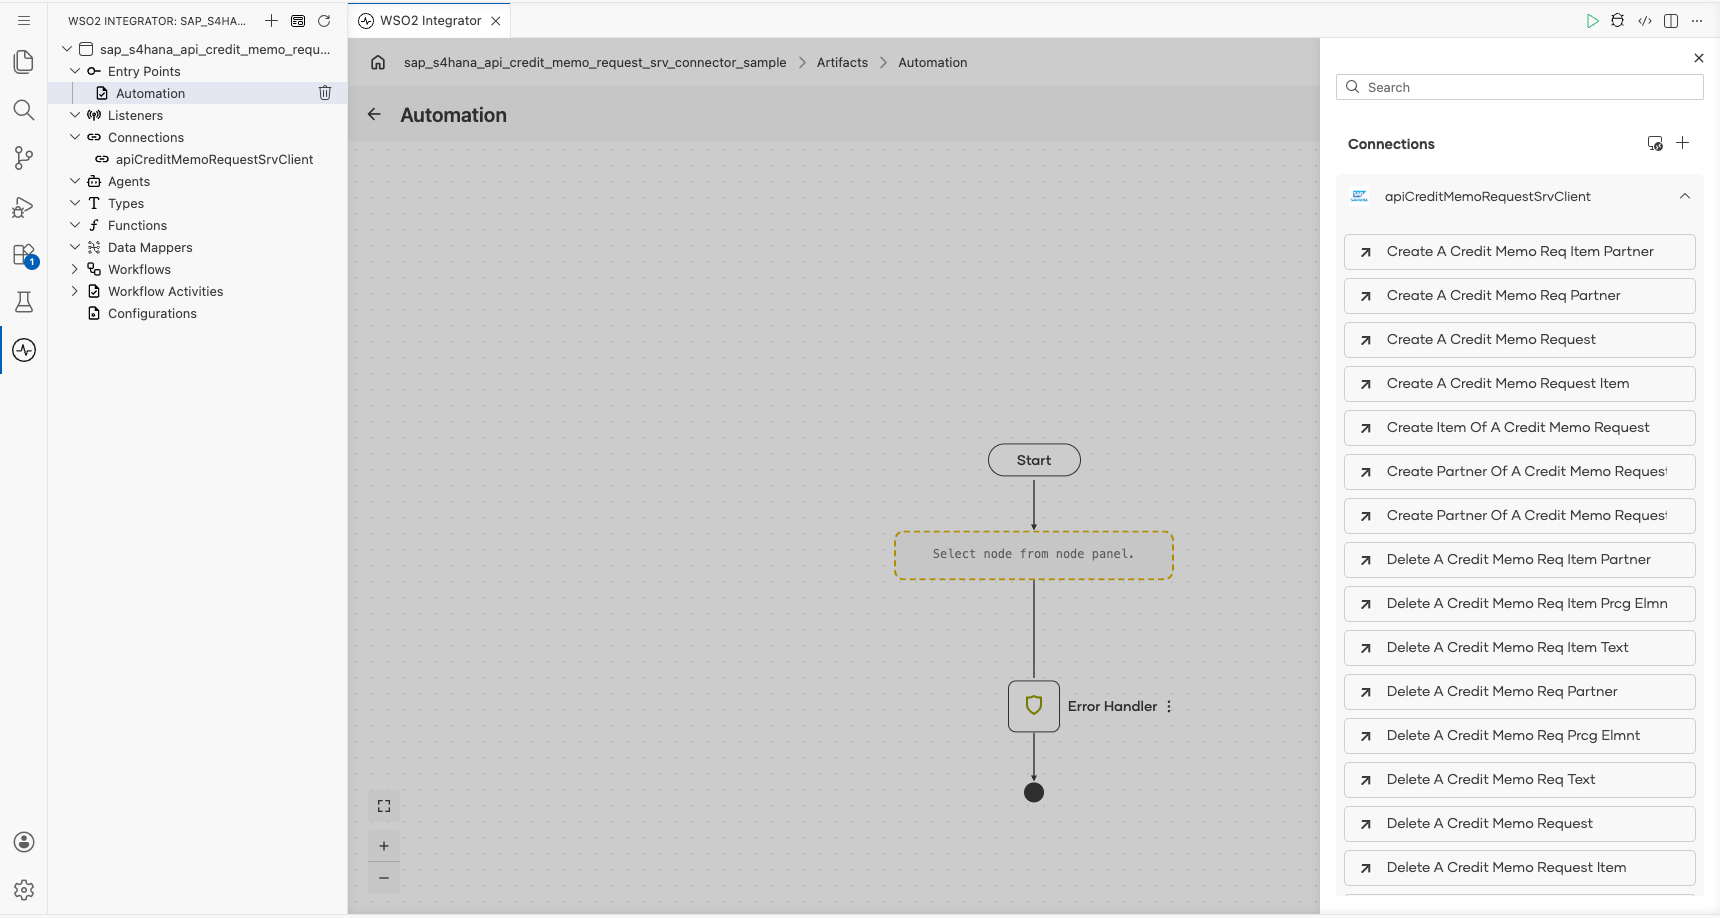 WSO2 INTEGRATOR: SAP_S4HA...
sap_s4hana_api_credit_memo_requ...
Entry Points
Automation
Listeners
Connections
apiCreditMemoRequestSrvClient
Agents
Types
Functions
Data Mappers
Workflows
Workflow Activities
Configurations
1
WSO2 Integrator
sap_s4hana_api_credit_memo_request_srv_connector_sample > Artifacts > Automation
Automation
Start
Select node from node panel.
Error Handler
Search
Connections
SAP
apiCreditMemoRequestSrvClient
Create A Credit Memo Req Item Partner
Create A Credit Memo Req Partner
Create A Credit Memo Request
Create A Credit Memo Request Item
Create Item Of A Credit Memo Request
Create Partner Of A Credit Memo Request
Create Partner Of A Credit Memo Request
Delete A Credit Memo Req Item Partner
Delete A Credit Memo Req Item Prcg Elmn
Delete A Credit Memo Req Item Text
Delete A Credit Memo Req Partner
Delete A Credit Memo Req Prcg Elmnt
Delete A Credit Memo Req Text
Delete A Credit Memo Request
Delete A Credit Memo Request Item